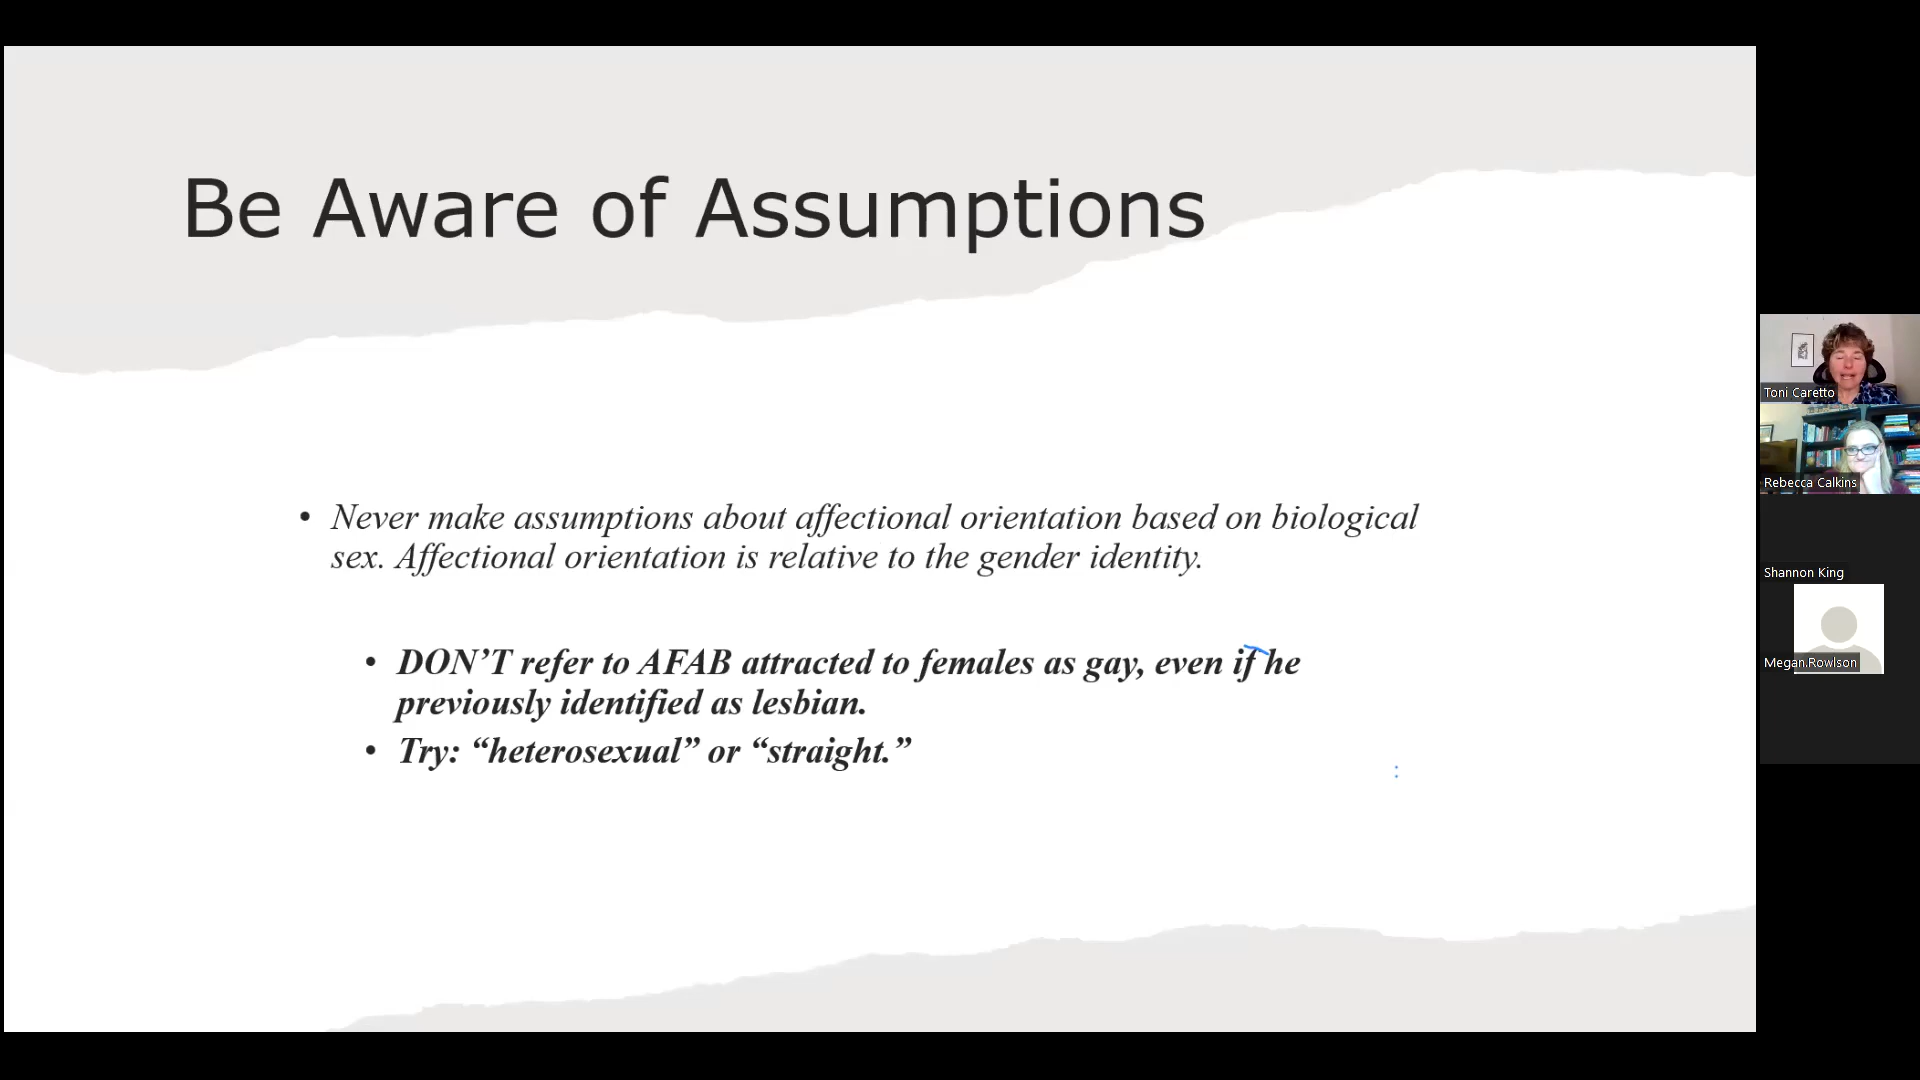 Be Aware of Assumptions
• Never make assumptions about affectional orientation based on biological
sex. Affectional orientation is relative to the gender identity.
• DON’T refer to AFAB attracted to females as gay, even if he
previously identified as lesbian.
• Try: “heterosexual” or “straight.”
Toni Caretto
Rebecca Calkins
Shannon King
Megan.Rowlson